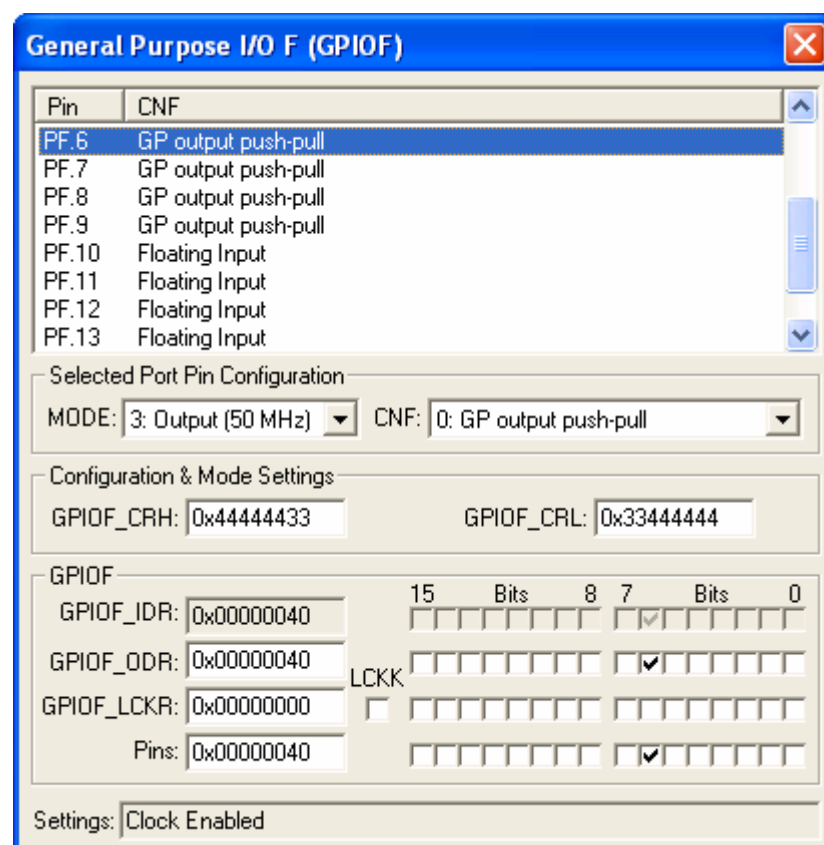 General Purpose I/O F (GPIOF)
Pin CNF
PF.6 GP output push-pull
PF.7 GP output push-pull
PF.8 GP output push-pull
PF.9 GP output push-pull
PF.10 Floating Input
PF.11 Floating Input
PF.12 Floating Input
PF.13 Floating Input
Selected Port Pin Configuration
MODE: 3: Output (50 MHz) CNF: 0: GP output push-pull
Configuration & Mode Settings
GPIOF_CRH: 0x44444433 GPIOF_CRL: 0x33444444
GPIOF
15 Bits 8 7 Bits 0
GPIOF_IDR: 0x00000040
GPIOF_ODR: 0x00000040
LCKK
GPIOF_LCKR: 0x00000000
Pins: 0x00000040
Settings: Clock Enabled